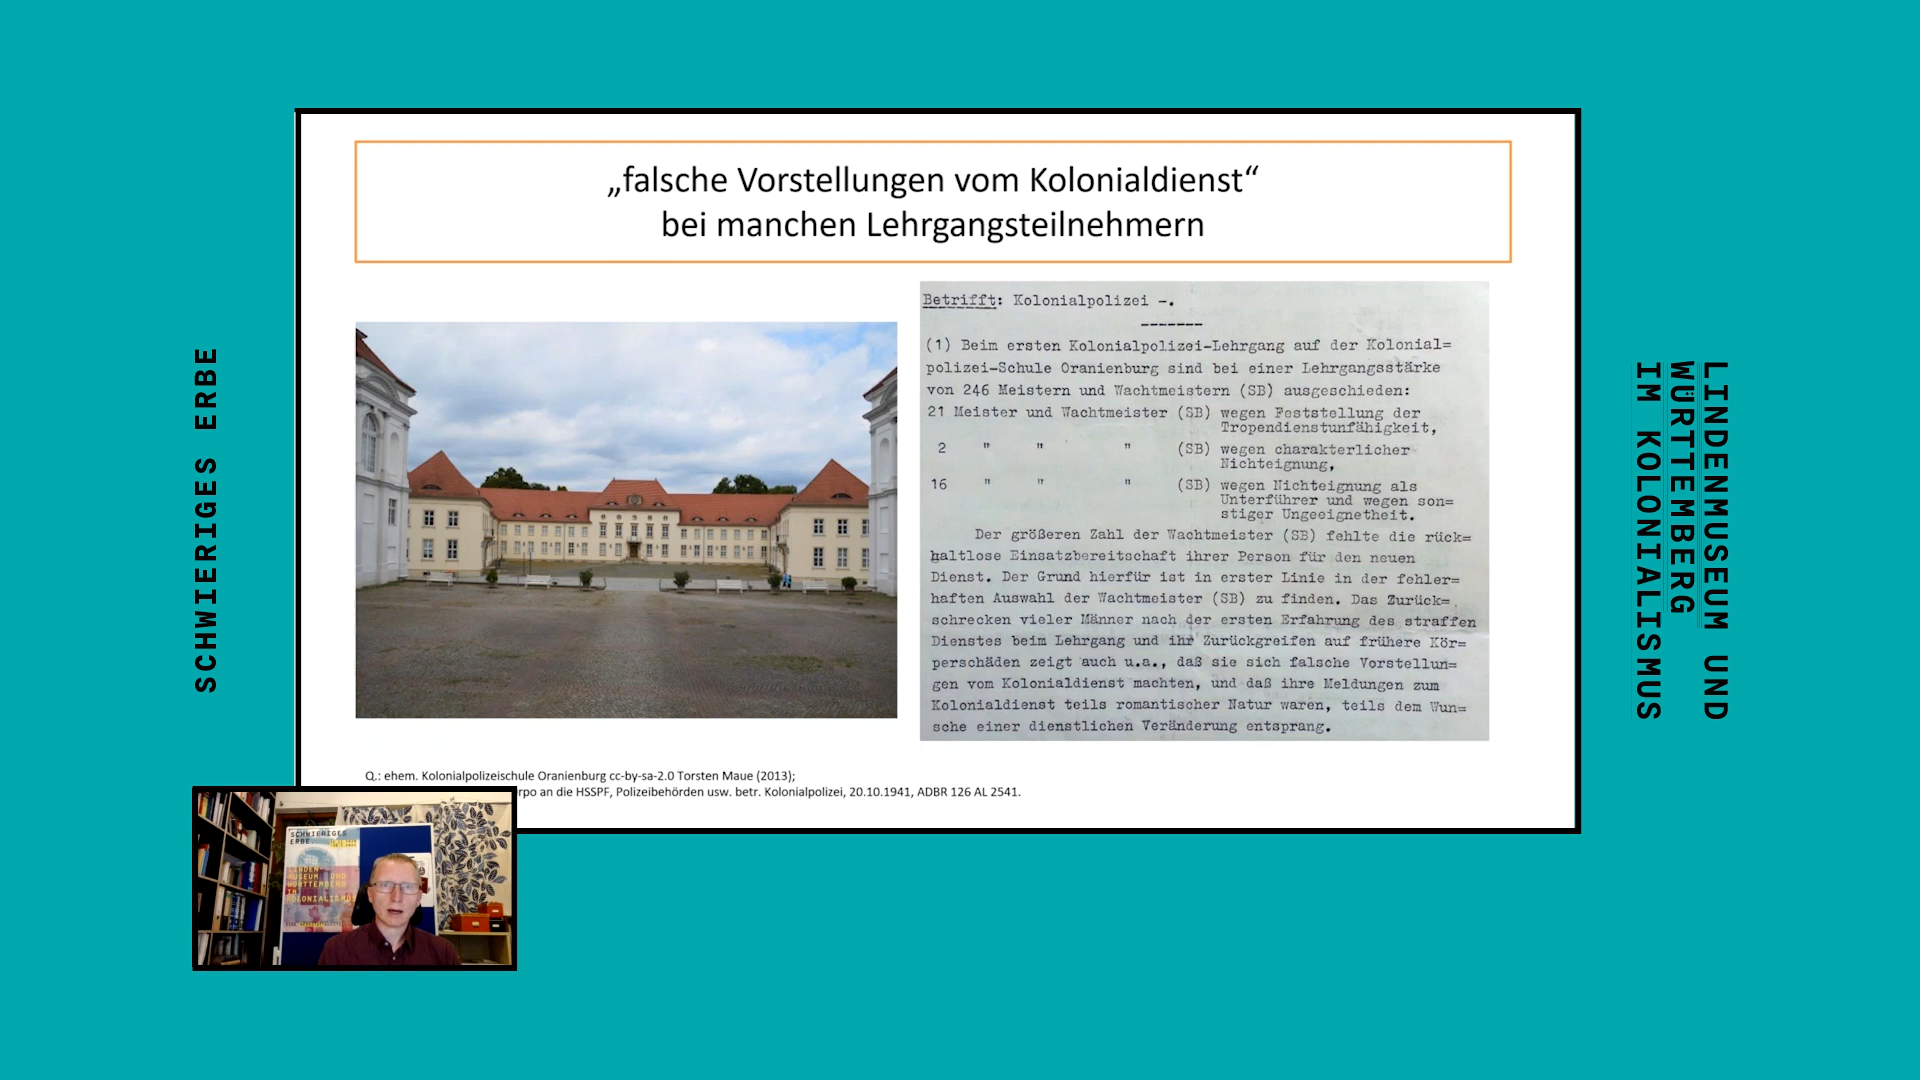 SCHWIERIGES ERBE
„falsche Vorstellungen vom Kolonialdienst“
bei manchen Lehrgangsteilnehmern
Betrifft: Kolonialpolizei -.
-------
(1) Beim ersten Kolonialpolizei-Lehrgang auf der Kolonial=
polizei-Schule Oranienburg sind bei einer Lehrgangsstärke
von 246 Meistern und Wachtmeistern (SB) ausgeschieden:
21 Meister und Wachtmeister (SB) wegen Feststellung der
Tropendienstunfähigkeit,
2 " " " (SB) wegen charakterlicher
Nichteignung,
16 " " " (SB) wegen Nichteignung als
Unterführer und wegen son=
stiger Ungeeignetheit.
Der größeren Zahl der Wachtmeister (SB) fehlte die rück=
haltlose Einsatzbereitschaft ihrer Person für den neuen
Dienst. Der Grund hierfür ist in erster Linie in der fehler=
haften Auswahl der Wachtmeister (SB) zu finden. Das Zurück=
schrecken vieler Männer nach der ersten Erfahrung des straffen
Dienstes beim Lehrgang und ihr Zurückgreifen auf frühere Kör=
perschäden zeigt auch u.a., daß sie sich falsche Vorstellun=
gen vom Kolonialdienst machten, und daß ihre Meldungen zum
Kolonialdienst teils romantischer Natur waren, teils dem Wun=
sche einer dienstlichen Veränderung entsprang.
Q.: ehem. Kolonialpolizeischule Oranienburg cc-by-sa-2.0 Torsten Maue (2013);
rpo an die HSSPF, Polizeibehörden usw. betr. Kolonialpolizei, 20.10.1941, ADBR 126 AL 2541.
SCHWIERIGES
ERBE
LINDEN-
MUSEUM UND
WÜRTTEMBERG
IM
KOLONIALISMUS
LINDENMUSEUM UND
WÜRTTEMBERG
IM KOLONIALISMUS